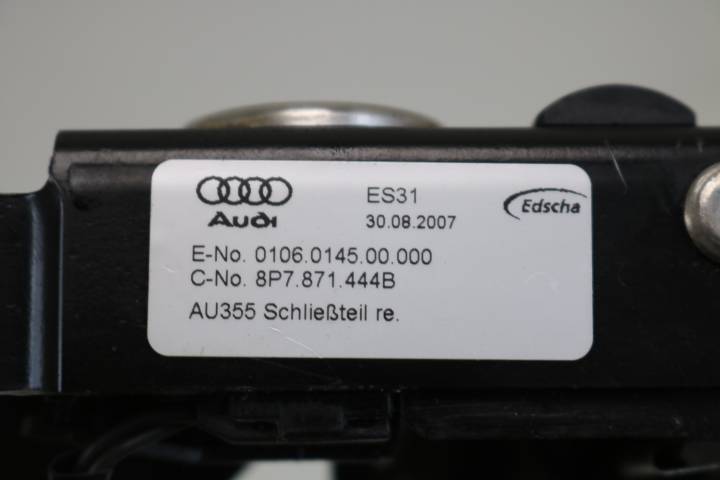 Audi
ES31
30.08.2007
Edscha
E-No. 0106.0145.00.000
C-No. 8P7.871.444B
AU355 Schließteil re.